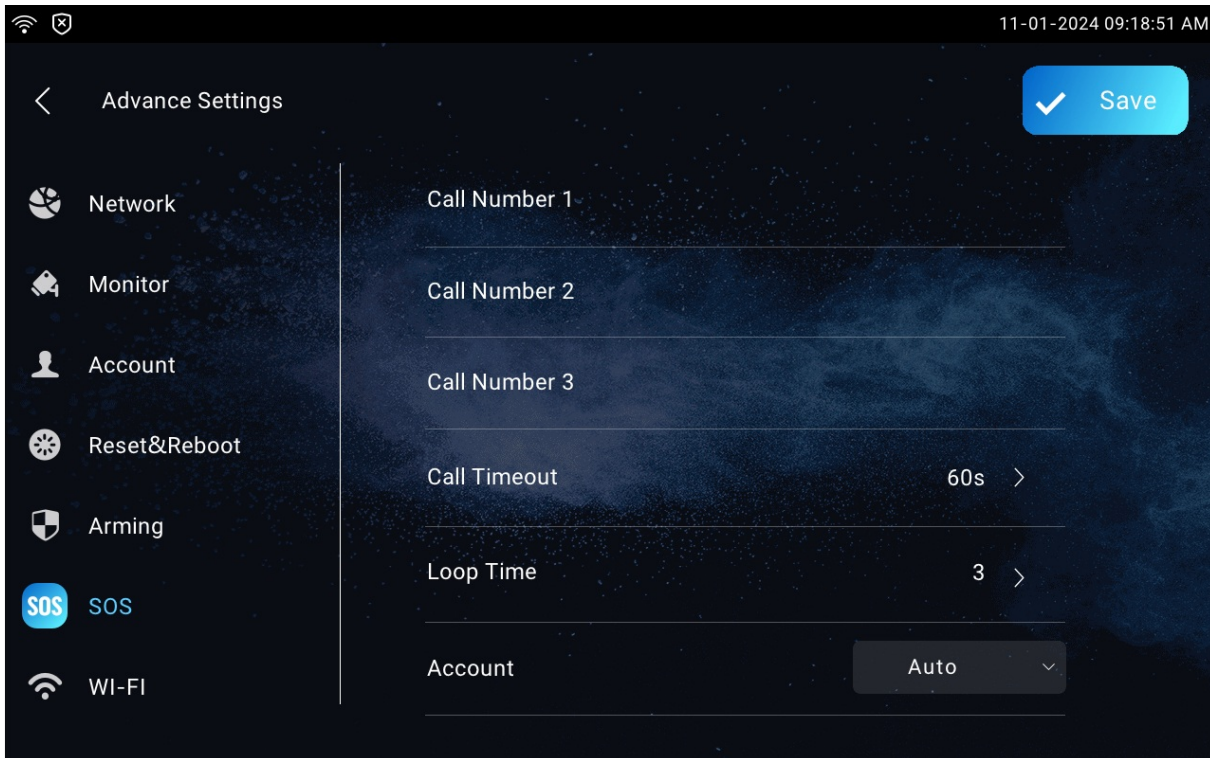 11-01-2024 09:18:51 AM
Advance Settings
Save
Network
Monitor
Account
Reset&Reboot
Arming
SOS SOS
WI-FI
Call Number 1
Call Number 2
Call Number 3
Call Timeout 60s
Loop Time 3
Account Auto